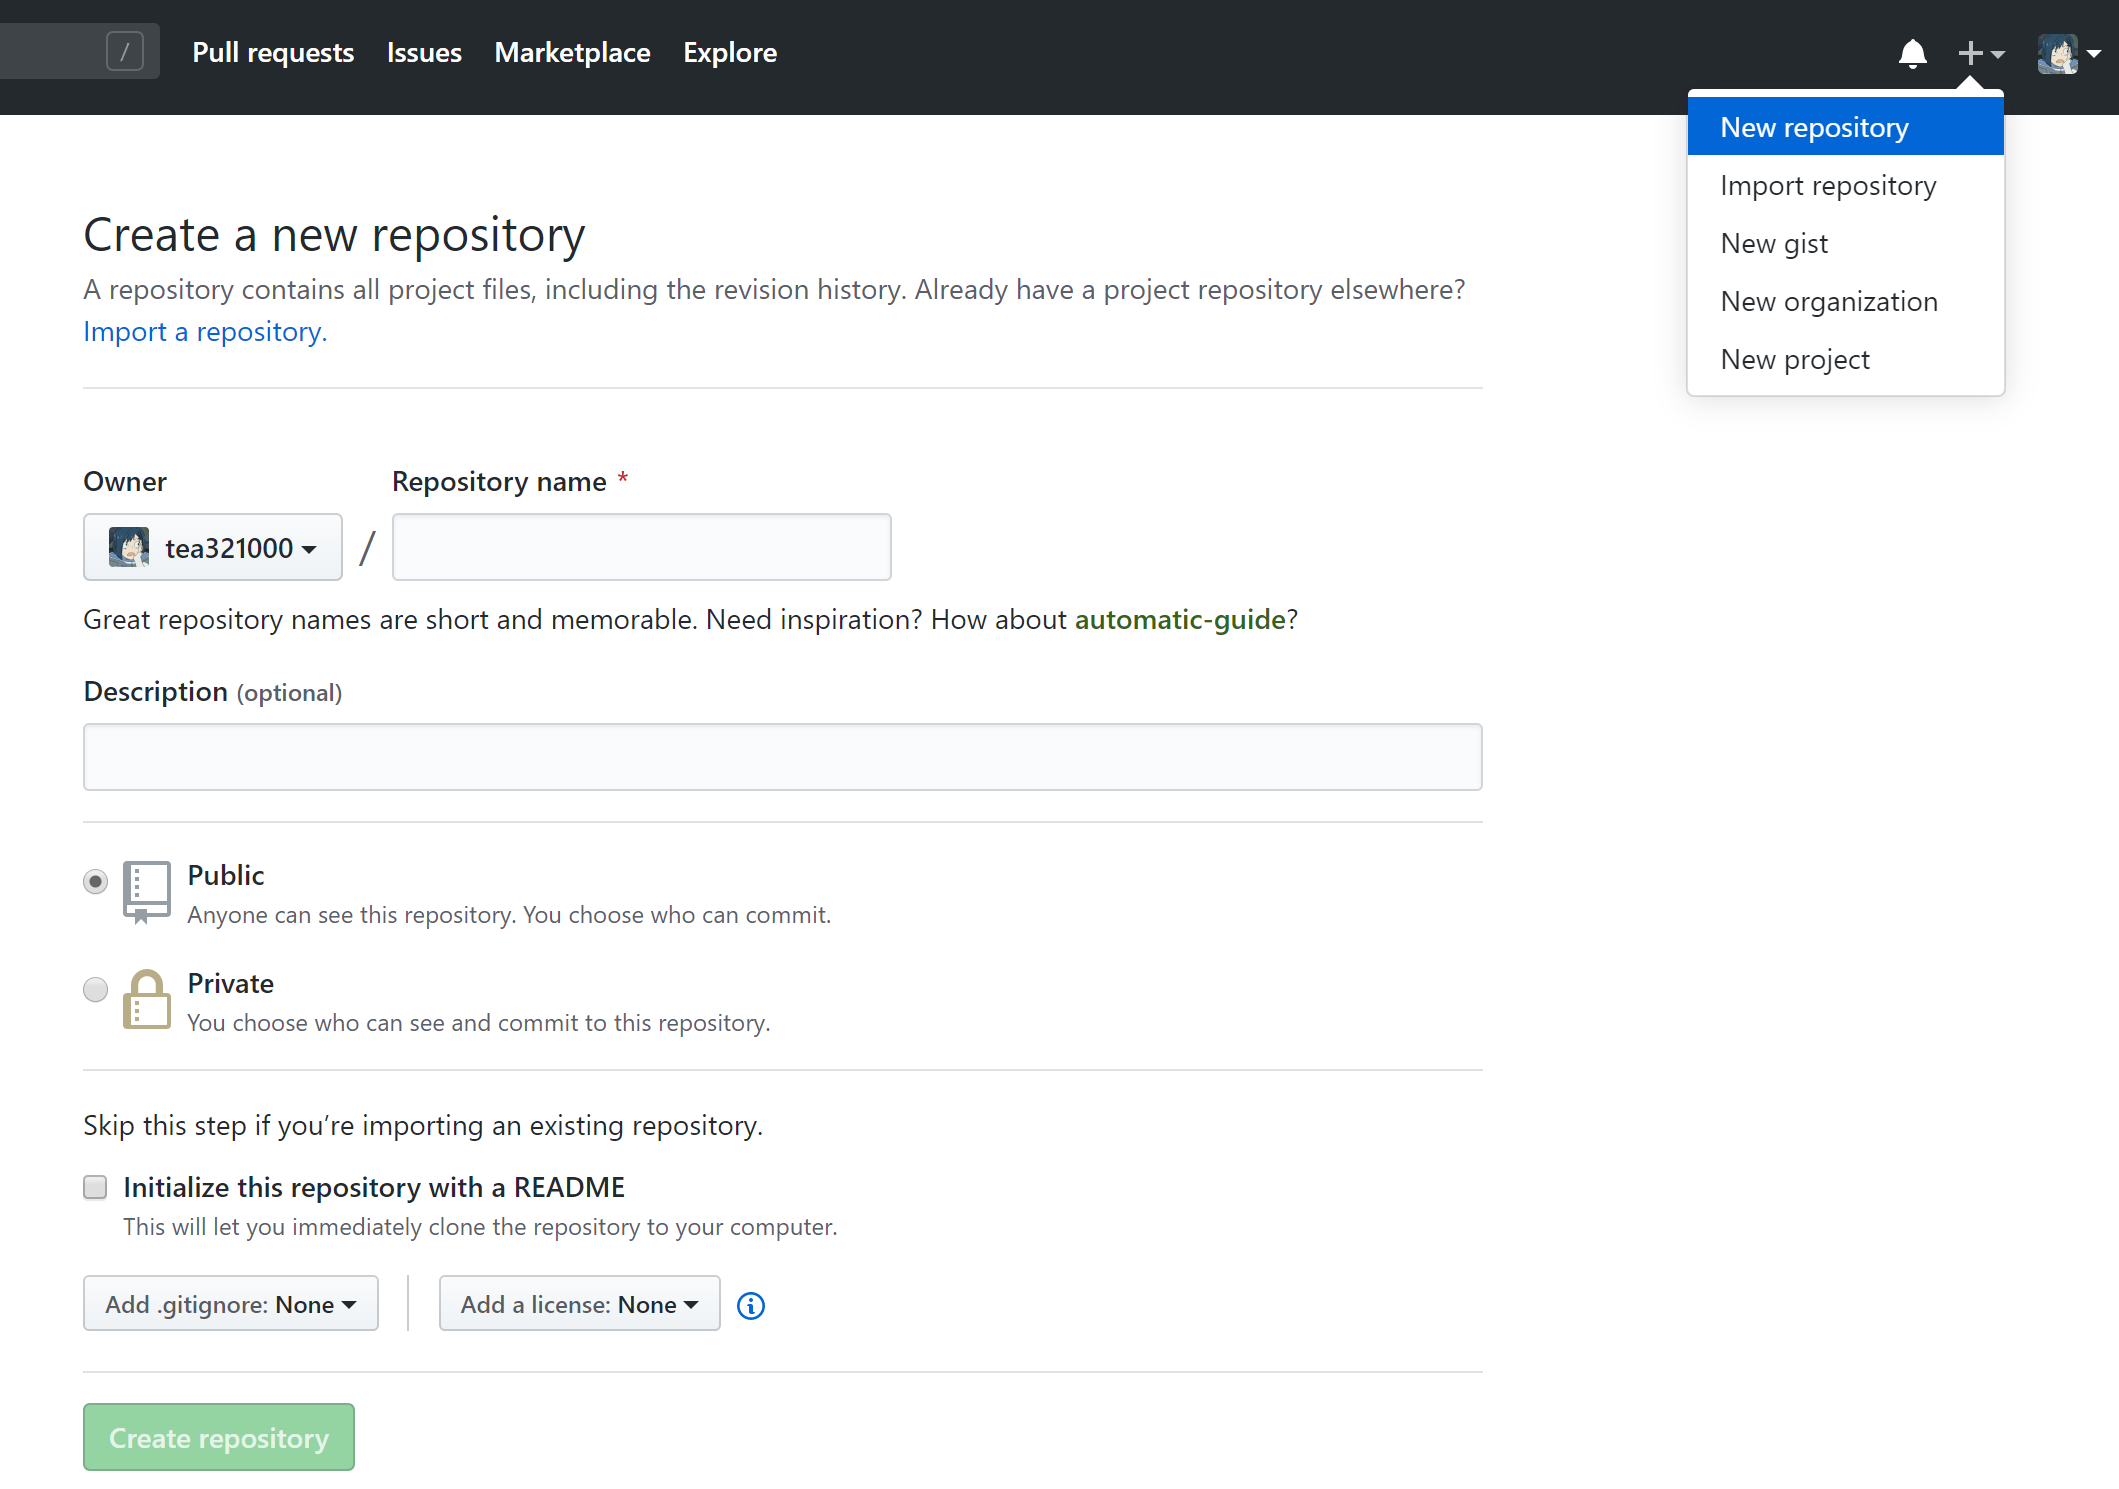 / Pull requests Issues Marketplace Explore
New repository
Import repository
New gist
New organization
New project
Create a new repository
A repository contains all project files, including the revision history. Already have a project repository elsewhere?
Import a repository.
Owner Repository name *
tea321000 /
Great repository names are short and memorable. Need inspiration? How about automatic-guide?
Description (optional)
Public
Anyone can see this repository. You choose who can commit.
Private
You choose who can see and commit to this repository.
Skip this step if you’re importing an existing repository.
Initialize this repository with a README
This will let you immediately clone the repository to your computer.
Add .gitignore: None Add a license: None
Create repository